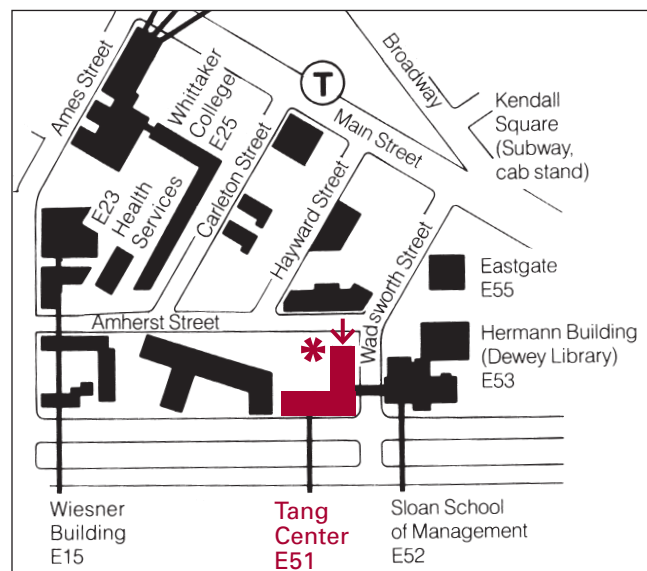 Ames Street
Whittaker
College
E25
T
Broadway
Main Street
Kendall
Square
(Subway,
cab stand)
E23
Health
Services
Carleton Street
Hayward Street
Wadsworth Street
Eastgate
E55
Amherst Street
*
Hermann Building
(Dewey Library)
E53
Wiesner
Building
E15
Tang
Center
E51
Sloan School
of Management
E52